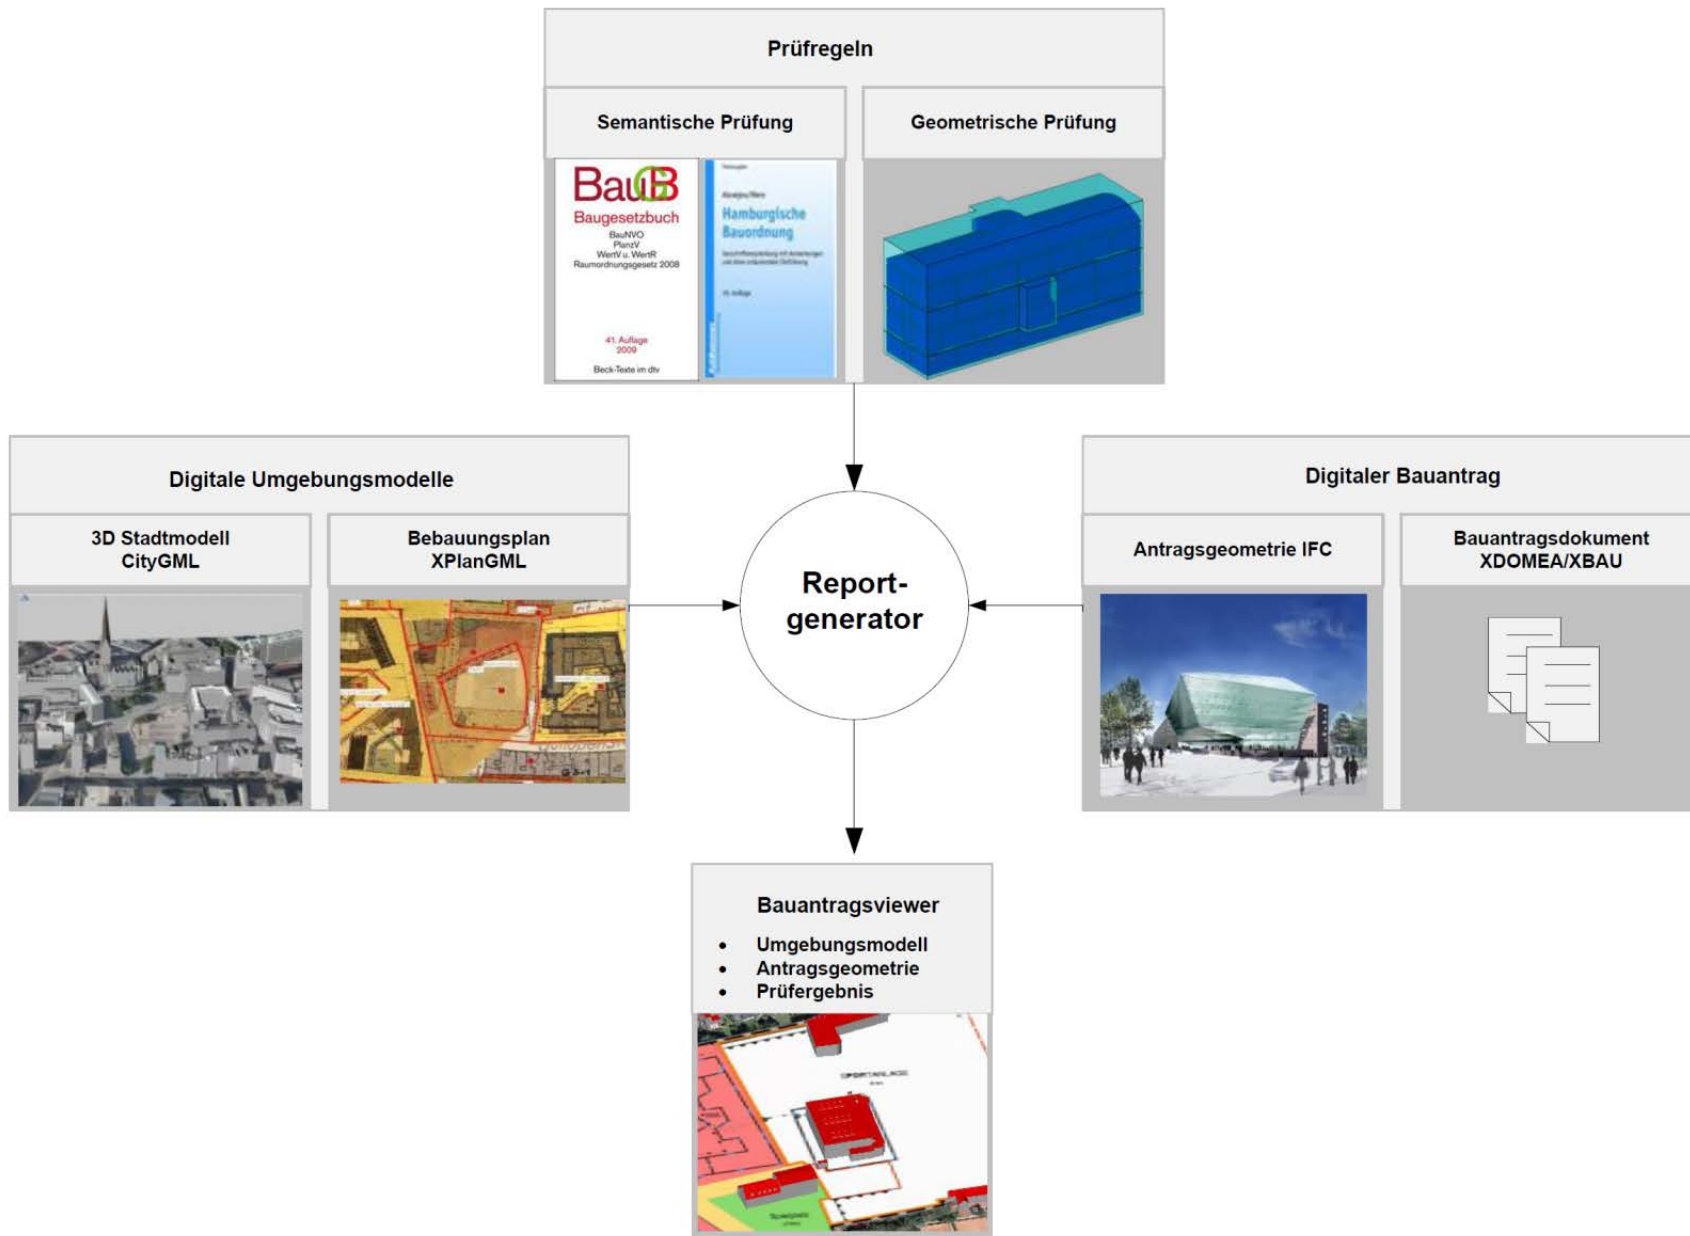 Prüfregeln
Semantische Prüfung
Geometrische Prüfung
BauGB
Baugesetzbuch
BauNVO
PlanzV
WertV u. WertR
Raumordnungsgesetz 2008
41. Auflage
2009
Beck-Texte im dtv
Hamburgische
Bauordnung
Digitale Umgebungsmodelle
3D Stadtmodell
CityGML
Bebauungsplan
XPlanGML
Report-
generator
Digitaler Bauantrag
Antragsgeometrie IFC
Bauantragsdokument
XDOMEA/XBAU
Bauantragsviewer
• Umgebungsmodell
• Antragsgeometrie
• Prüfergebnis
SPORTANLAGE